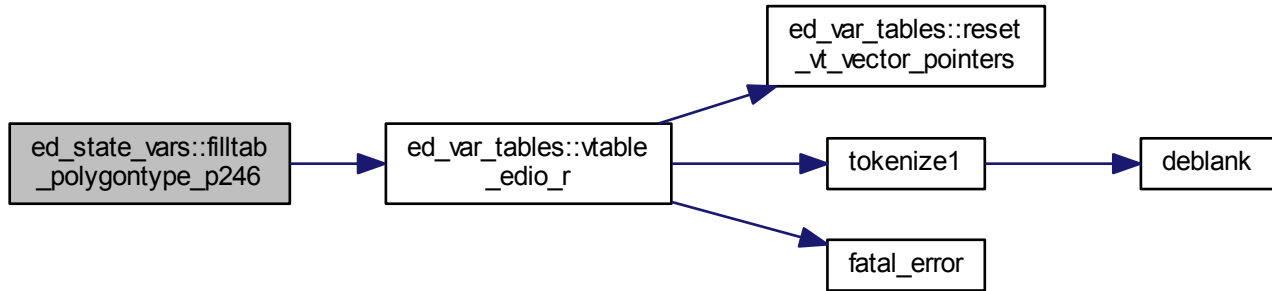 ed_state_vars::filltab
_polygontype_p246
ed_var_tables::vtable
_edio_r
ed_var_tables::reset
_vt_vector_pointers
tokenize1
deblank
fatal_error